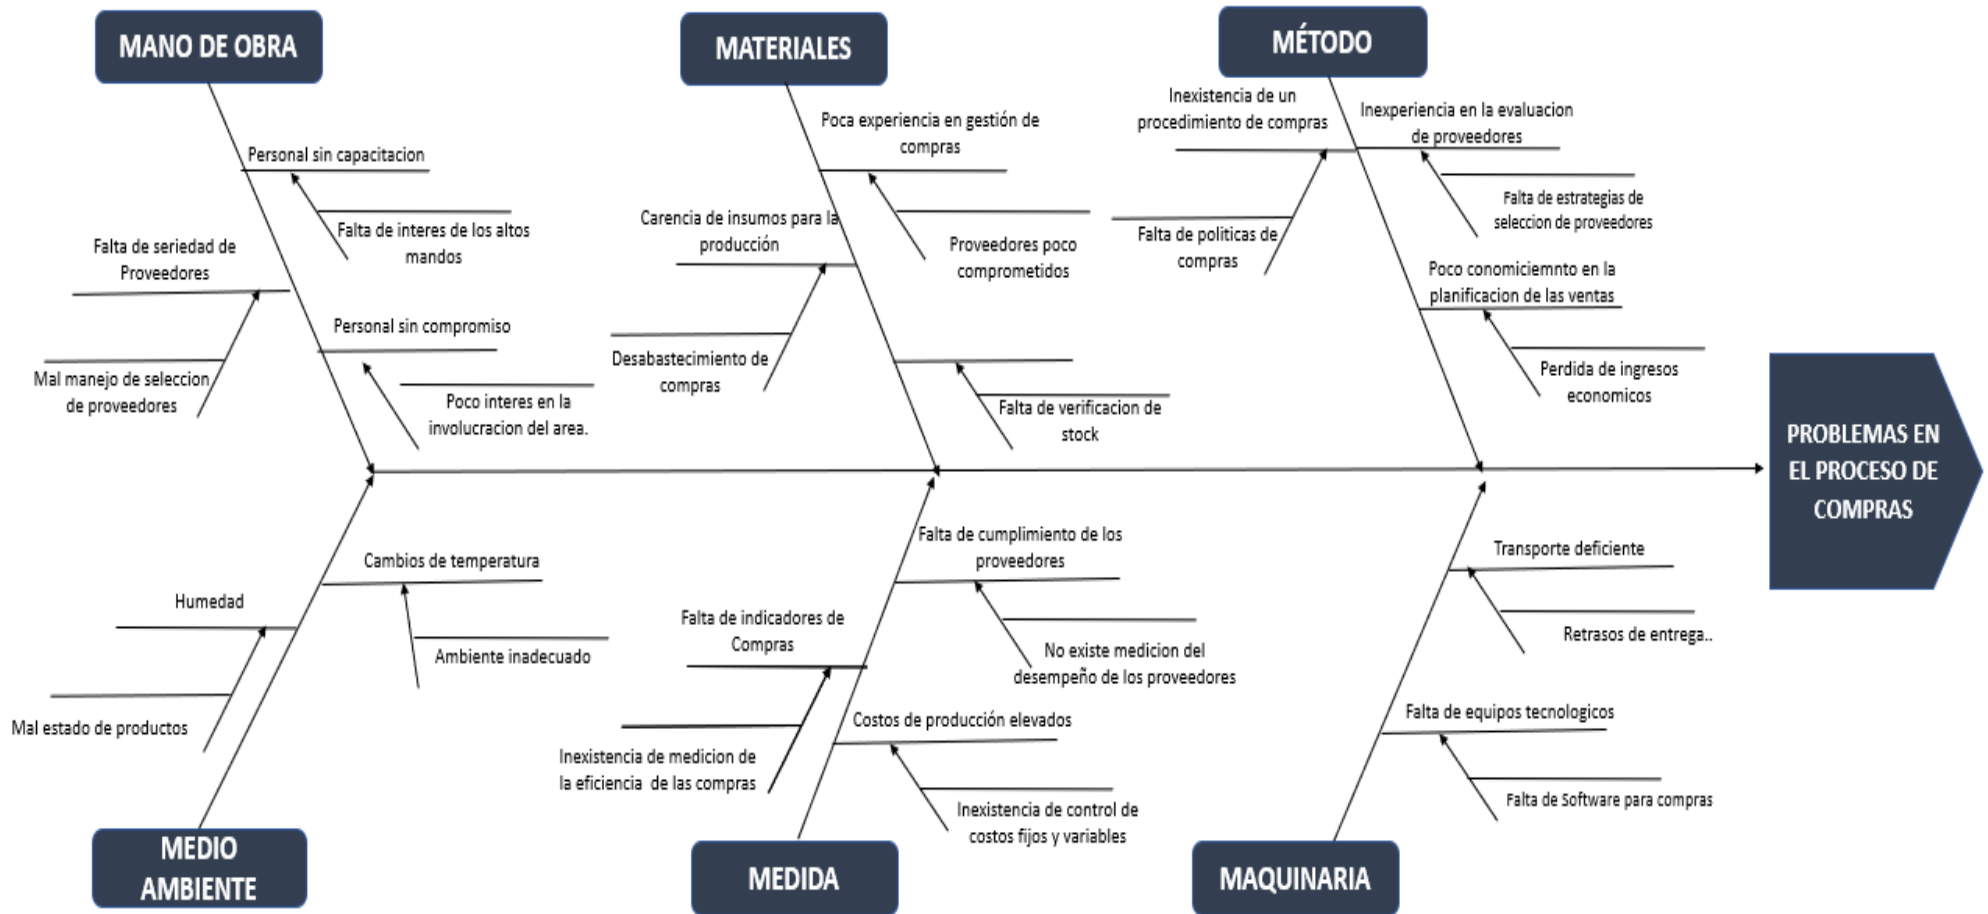 MANO DE OBRA
MATERIALES
MÉTODO
Personal sin capacitacion
Falta de interes de los altos
mandos
Falta de seriedad de
Proveedores
Mal manejo de seleccion
de proveedores
Personal sin compromiso
Poco interes en la
involucracion del area.
Poca experiencia en gestión de
compras
Proveedores poco
comprometidos
Carencia de insumos para la
producción
Desabastecimiento de
compras
Falta de verificacion de
stock
Inexistencia de un
procedimiento de compras
Falta de politicas de
compras
Inexperiencia en la evaluacion
de proveedores
Falta de estrategias de
seleccion de proveedores
Poco conomiciemnto en la
planificacion de las ventas
Perdida de ingresos
economicos
PROBLEMAS EN
EL PROCESO DE
COMPRAS
Cambios de temperatura
Ambiente inadecuado
Humedad
Mal estado de productos
Falta de cumplimiento de los
proveedores
No existe medicion del
desempeño de los proveedores
Falta de indicadores de
Compras
Inexistencia de medicion de
la eficiencia de las compras
Costos de producción elevados
Inexistencia de control de
costos fijos y variables
Transporte deficiente
Retrasos de entrega..
Falta de equipos tecnologicos
Falta de Software para compras
MEDIO
AMBIENTE
MEDIDA
MAQUINARIA